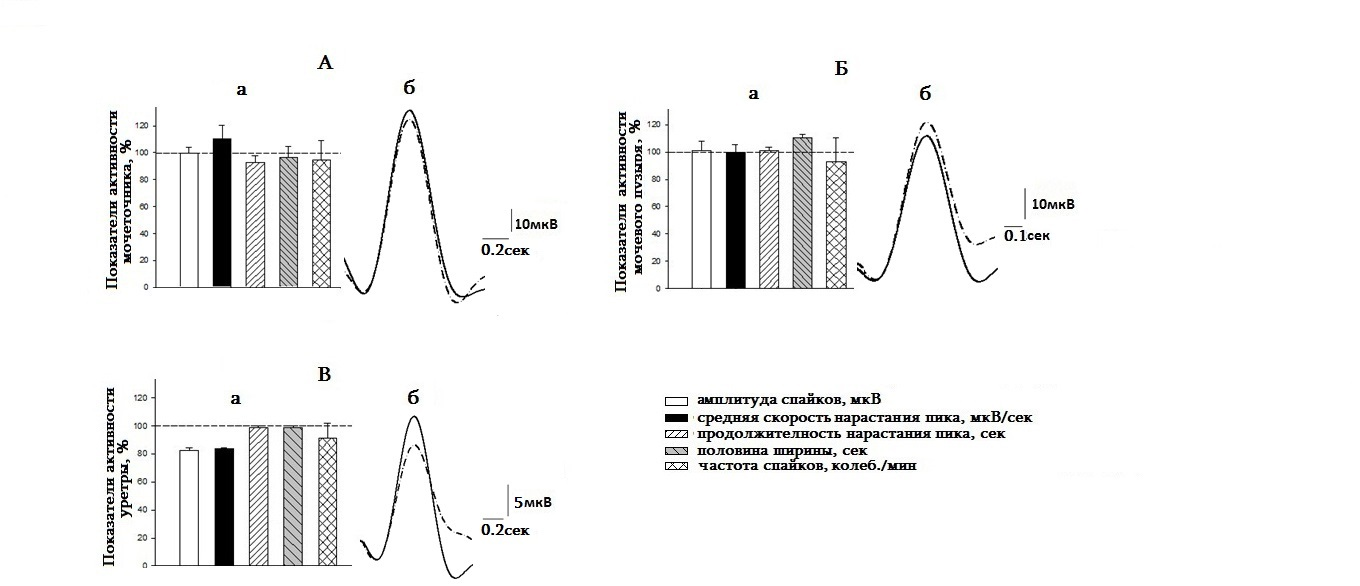 А
а
б
Показатели активности
мочеточника, %
120
100
80
60
40
20
0
10мкВ
0.2сек
Б
а
б
Показатели активности
мочевого пузыря, %
120
100
80
60
40
20
0
10мкВ
0.1сек
В
а
б
Показатели активности
уретры, %
120
100
80
60
40
20
0
5мкВ
0.2сек
амплитуда спайков, мкВ
средняя скорость нарастания пика, мкВ/сек
продолжителность нарастания пика, сек
половина ширины, сек
частота спайков, колеб./мин